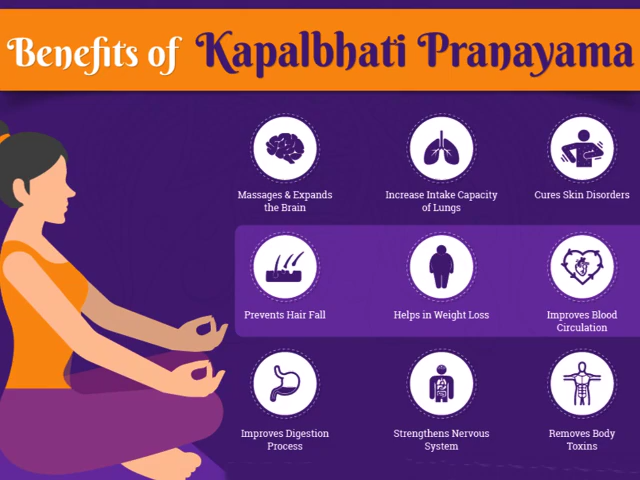 Benefits of Kapalbhati Pranayama
Massages & Expands
the Brain
Increase Intake Capacity
of Lungs
Cures Skin Disorders
Prevents Hair Fall
Helps in Weight Loss
Improves Blood
Circulation
Improves Digestion
Process
Strengthens Nervous
System
Removes Body
Toxins